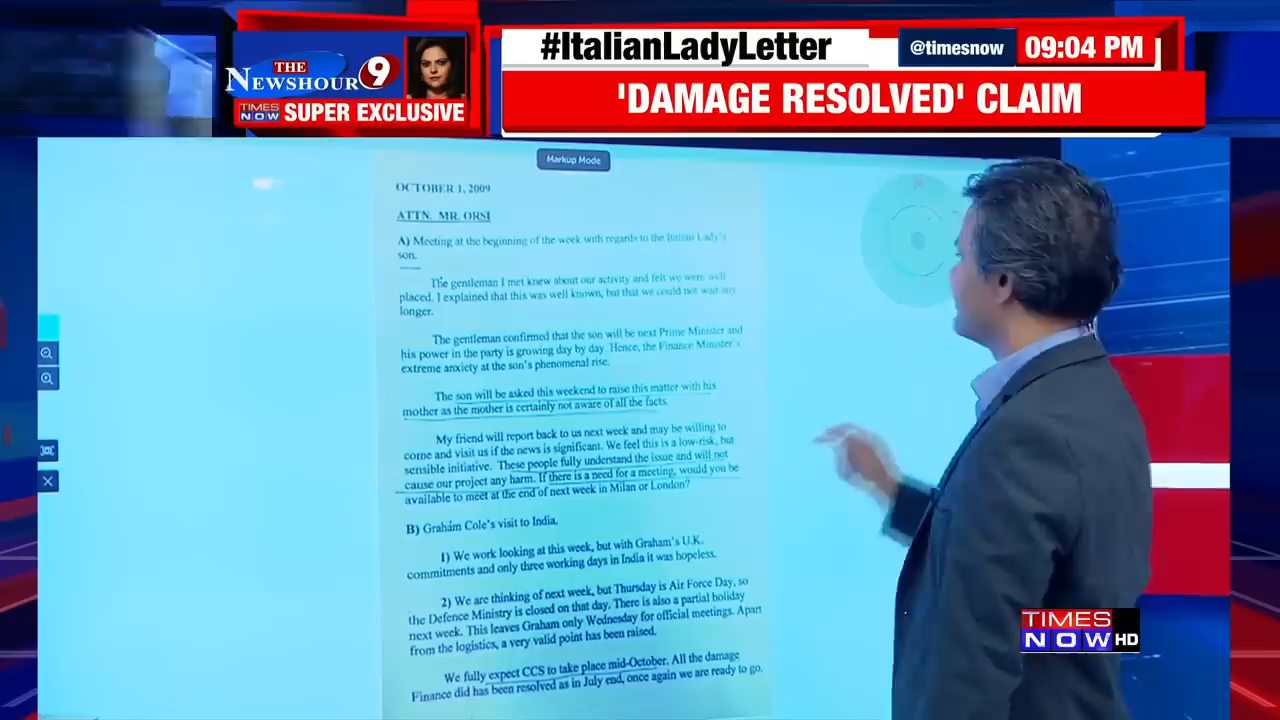 THE
NEWSHOUR 9
TIMES NOW SUPER EXCLUSIVE
#ItalianLadyLetter
@timesnow
09:04 PM
'DAMAGE RESOLVED' CLAIM
Markup Mode
OCTOBER 1, 2009
ATTN. MR. ORSI
A) Meeting at the beginning of the week with regards to the Italian Lady's
son.
The gentleman I met knew about our activity and felt we were well
placed. I explained that this was well known, but that we could not wait any
longer.
The gentleman confirmed that the son will be next Prime Minister and
his power in the party is growing day by day. Hence, the Finance Minister's
extreme anxiety at the son's phenomenal rise.
The son will be asked this weekend to raise this matter with his
mother as the mother is certainly not aware of all the facts.
My friend will report back to us next week and may be willing to
come and visit us if the news is significant. We feel this is a low-risk, but
sensible initiative. These people fully understand the issue and will not
cause our project any harm. If there is a need for a meeting, would you be
available to meet at the end of next week in Milan or London?
B) Graham Cole's visit to India.
1) We work looking at this week, but with Graham's U.K.
commitments and only three working days in India it was hopeless.
2) We are thinking of next week, but Thursday is Air Force Day, so
the Defence Ministry is closed on that day. There is also a partial holiday
next week. This leaves Graham only Wednesday for official meetings. Apart
from the logistics, a very valid point has been raised.
We fully expect CCS to take place mid-October. All the damage
Finance did has been resolved as in July end, once again we are ready to go.
TIMES
NOW HD